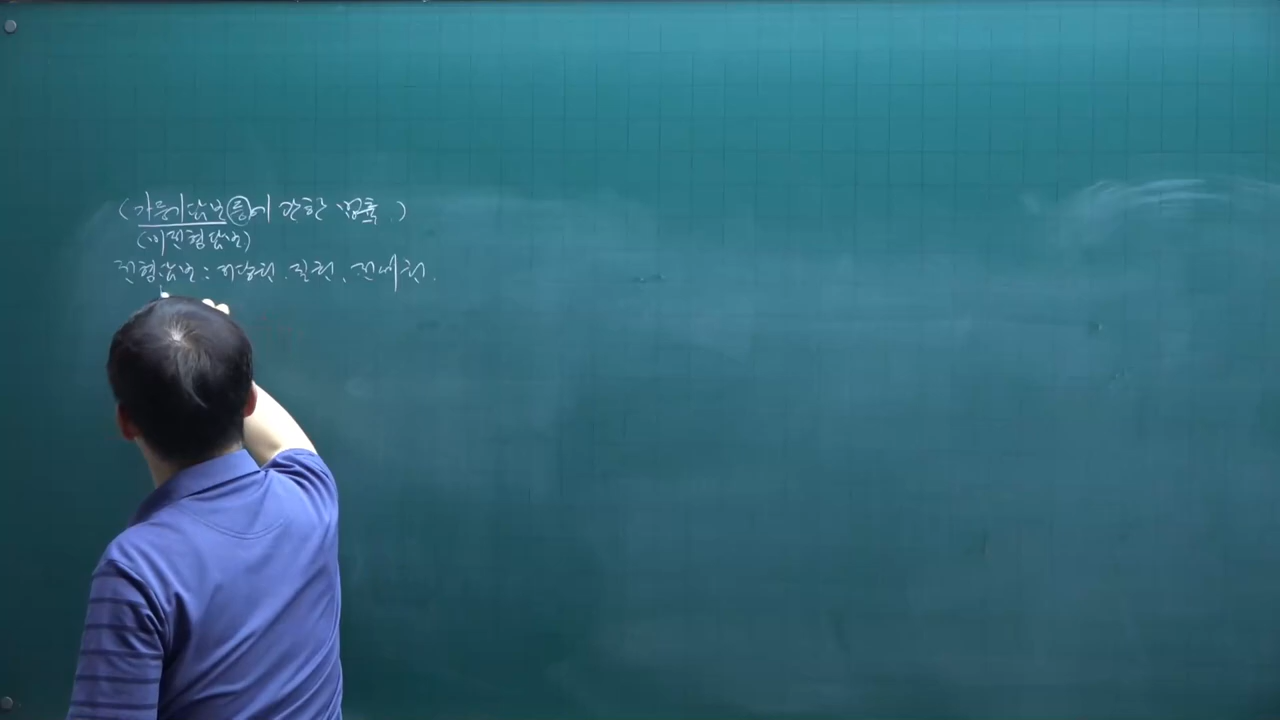 (가등기담보등에 관한 법률)
(비전형담보)
전형담보 : 저당권, 질권, 전세권.